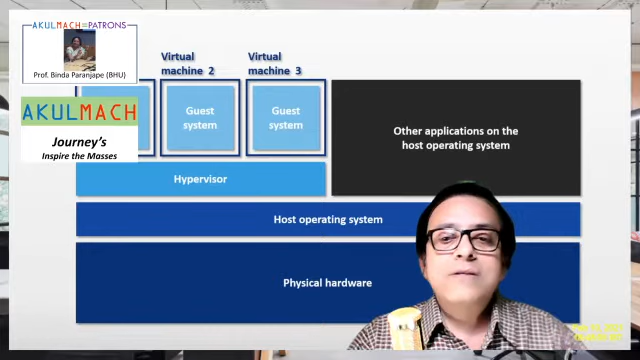 AKULMACH=PATRONS
Prof. Binda Paranjape (BHU)
AKULMACH
Journey's
Inspire the Masses
Virtual
machine 2
Virtual
machine 3
Guest
system
Guest
system
Other applications on the
host operating system
Hypervisor
Host operating system
Physical hardware